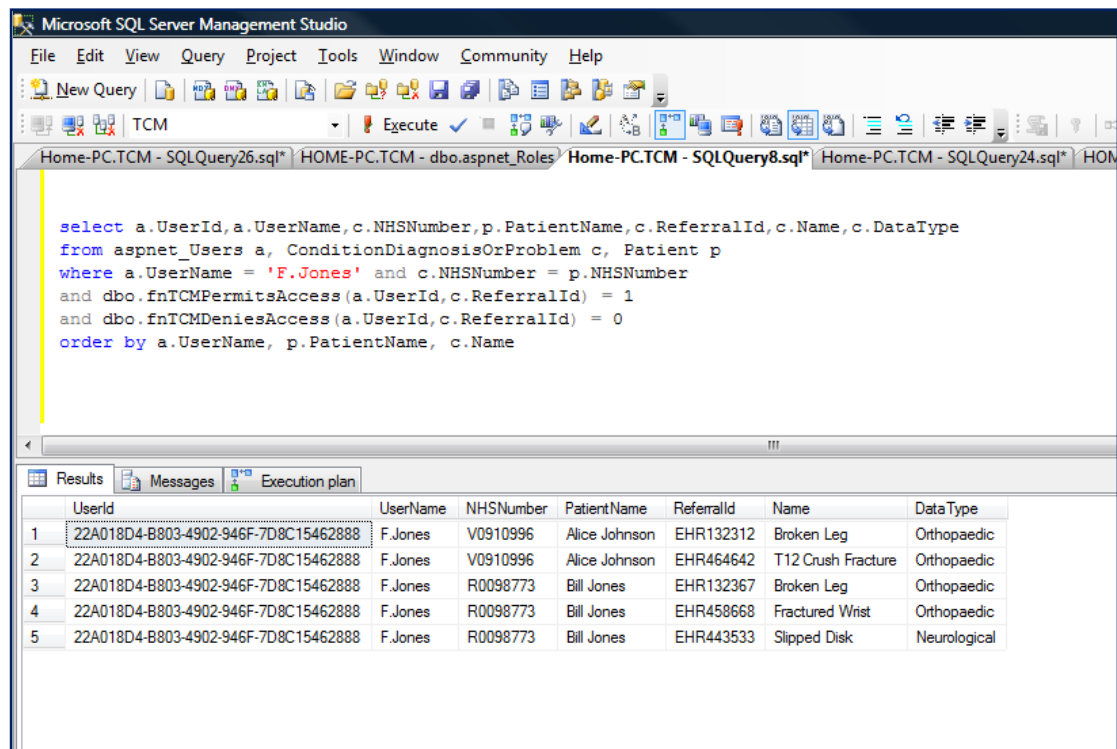 Microsoft SQL Server Management Studio
File Edit View Query Project Tools Window Community Help
New Query
TCM Execute
Home-PC.TCM - SQLQuery26.sql* HOME-PC.TCM - dbo.aspnet_Roles Home-PC.TCM - SQLQuery8.sql* Home-PC.TCM - SQLQuery24.sql* HOM
select a.UserId,a.UserName,c.NHSNumber,p.PatientName,c.ReferralId,c.Name,c.DataType
from aspnet_Users a, ConditionDiagnosisOrProblem c, Patient p
where a.UserName = 'F.Jones' and c.NHSNumber = p.NHSNumber
and dbo.fnTCMPermitsAccess(a.UserId,c.ReferralId) = 1
and dbo.fnTCMDeniesAccess(a.UserId,c.ReferralId) = 0
order by a.UserName, p.PatientName, c.Name
Results Messages Execution plan
UserId UserName NHSNumber PatientName ReferralId Name DataType
1 22A018D4-B803-4902-946F-7D8C15462888 F.Jones V0910996 Alice Johnson EHR132312 Broken Leg Orthopaedic
2 22A018D4-B803-4902-946F-7D8C15462888 F.Jones V0910996 Alice Johnson EHR464642 T12 Crush Fracture Orthopaedic
3 22A018D4-B803-4902-946F-7D8C15462888 F.Jones R0098773 Bill Jones EHR132367 Broken Leg Orthopaedic
4 22A018D4-B803-4902-946F-7D8C15462888 F.Jones R0098773 Bill Jones EHR458668 Fractured Wrist Orthopaedic
5 22A018D4-B803-4902-946F-7D8C15462888 F.Jones R0098773 Bill Jones EHR443533 Slipped Disk Neurological